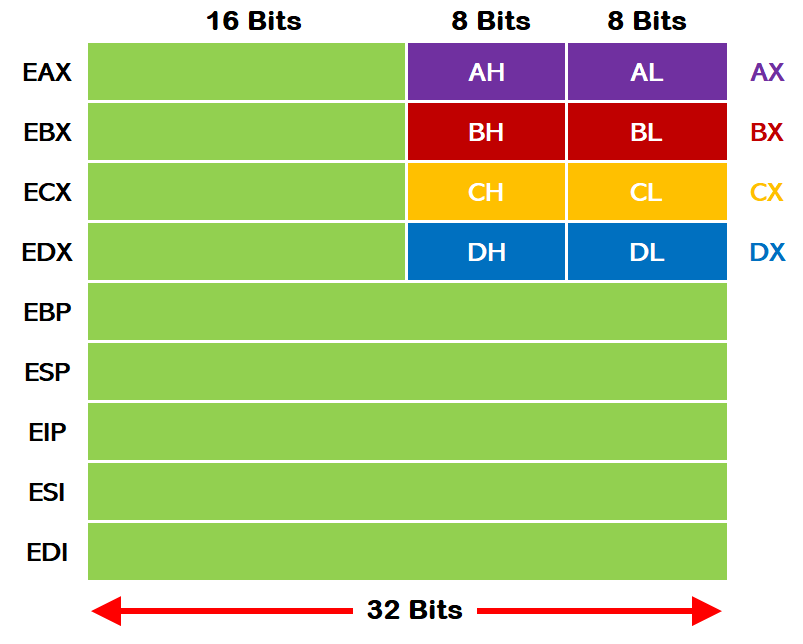 16 Bits 8 Bits 8 Bits
EAX AH AL AX
EBX BH BL BX
ECX CH CL CX
EDX DH DL DX
EBP
ESP
EIP
ESI
EDI
32 Bits